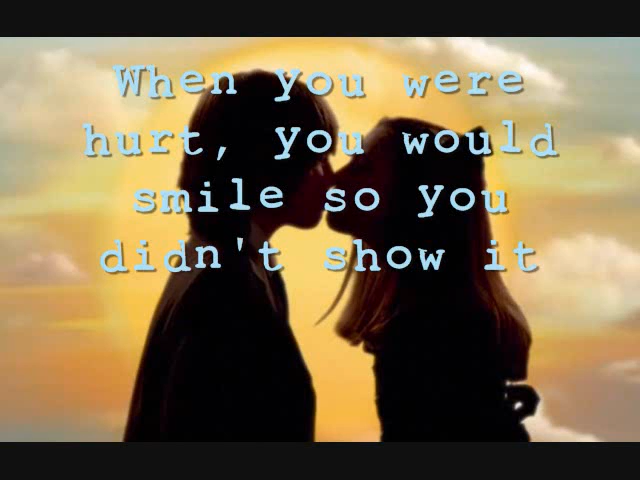 When you were
hurt, you would
smile so you
didn't show it